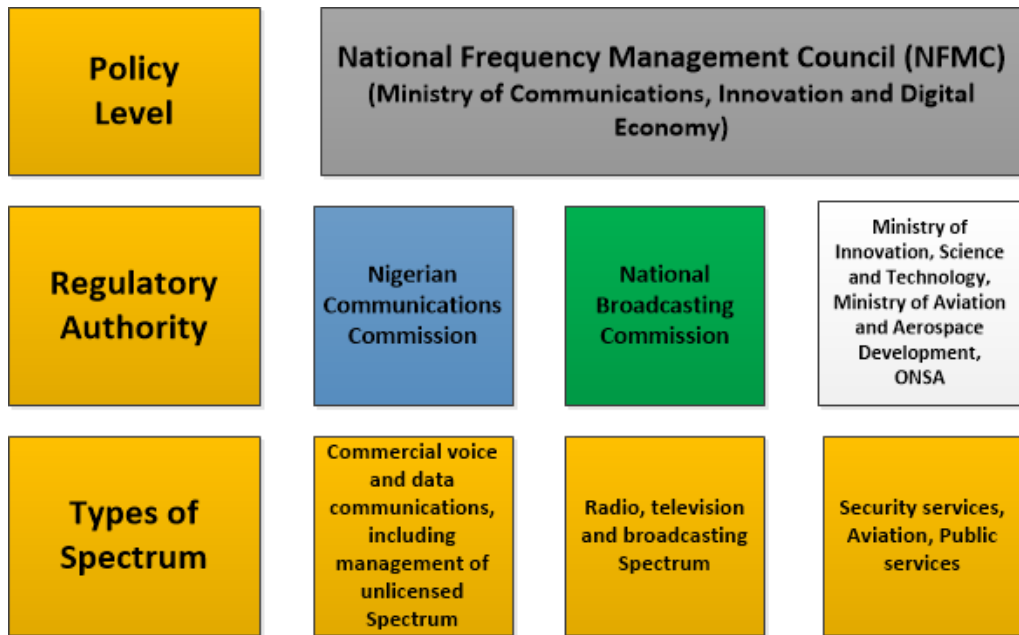 Policy
Level
National Frequency Management Council (NFMC)
(Ministry of Communications, Innovation and Digital
Economy)
Regulatory
Authority
Nigerian
Communications
Commission
National
Broadcasting
Commission
Ministry of
Innovation, Science
and Technology,
Ministry of Aviation
and Aerospace
Development,
ONSA
Types of
Spectrum
Commercial voice
and data
communications,
including
management of
unlicensed
Spectrum
Radio, television
and broadcasting
Spectrum
Security services,
Aviation, Public
services